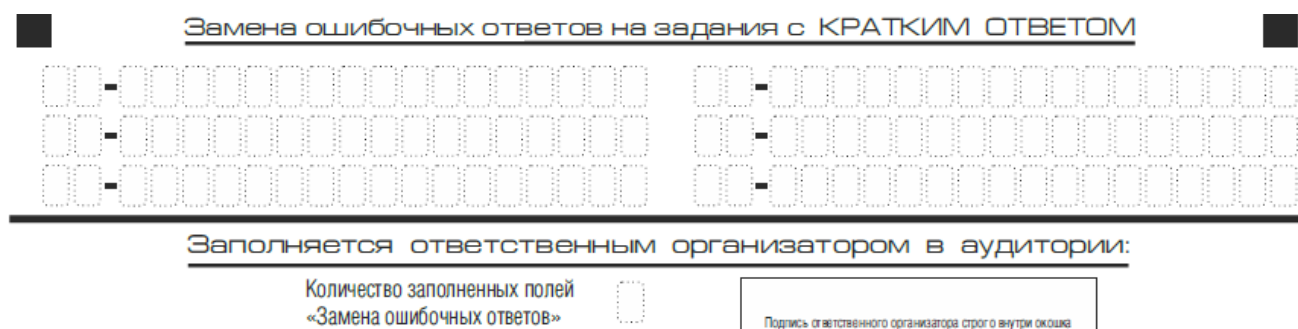 Замена ошибочных ответов на задания с КРАТКИМ ОТВЕТОМ
-
-
-
-
-
-
Заполняется ответственным организатором в аудитории:
Количество заполненных полей
«Замена ошибочных ответов»
Подпись ответственного организатора строго внутри окошка